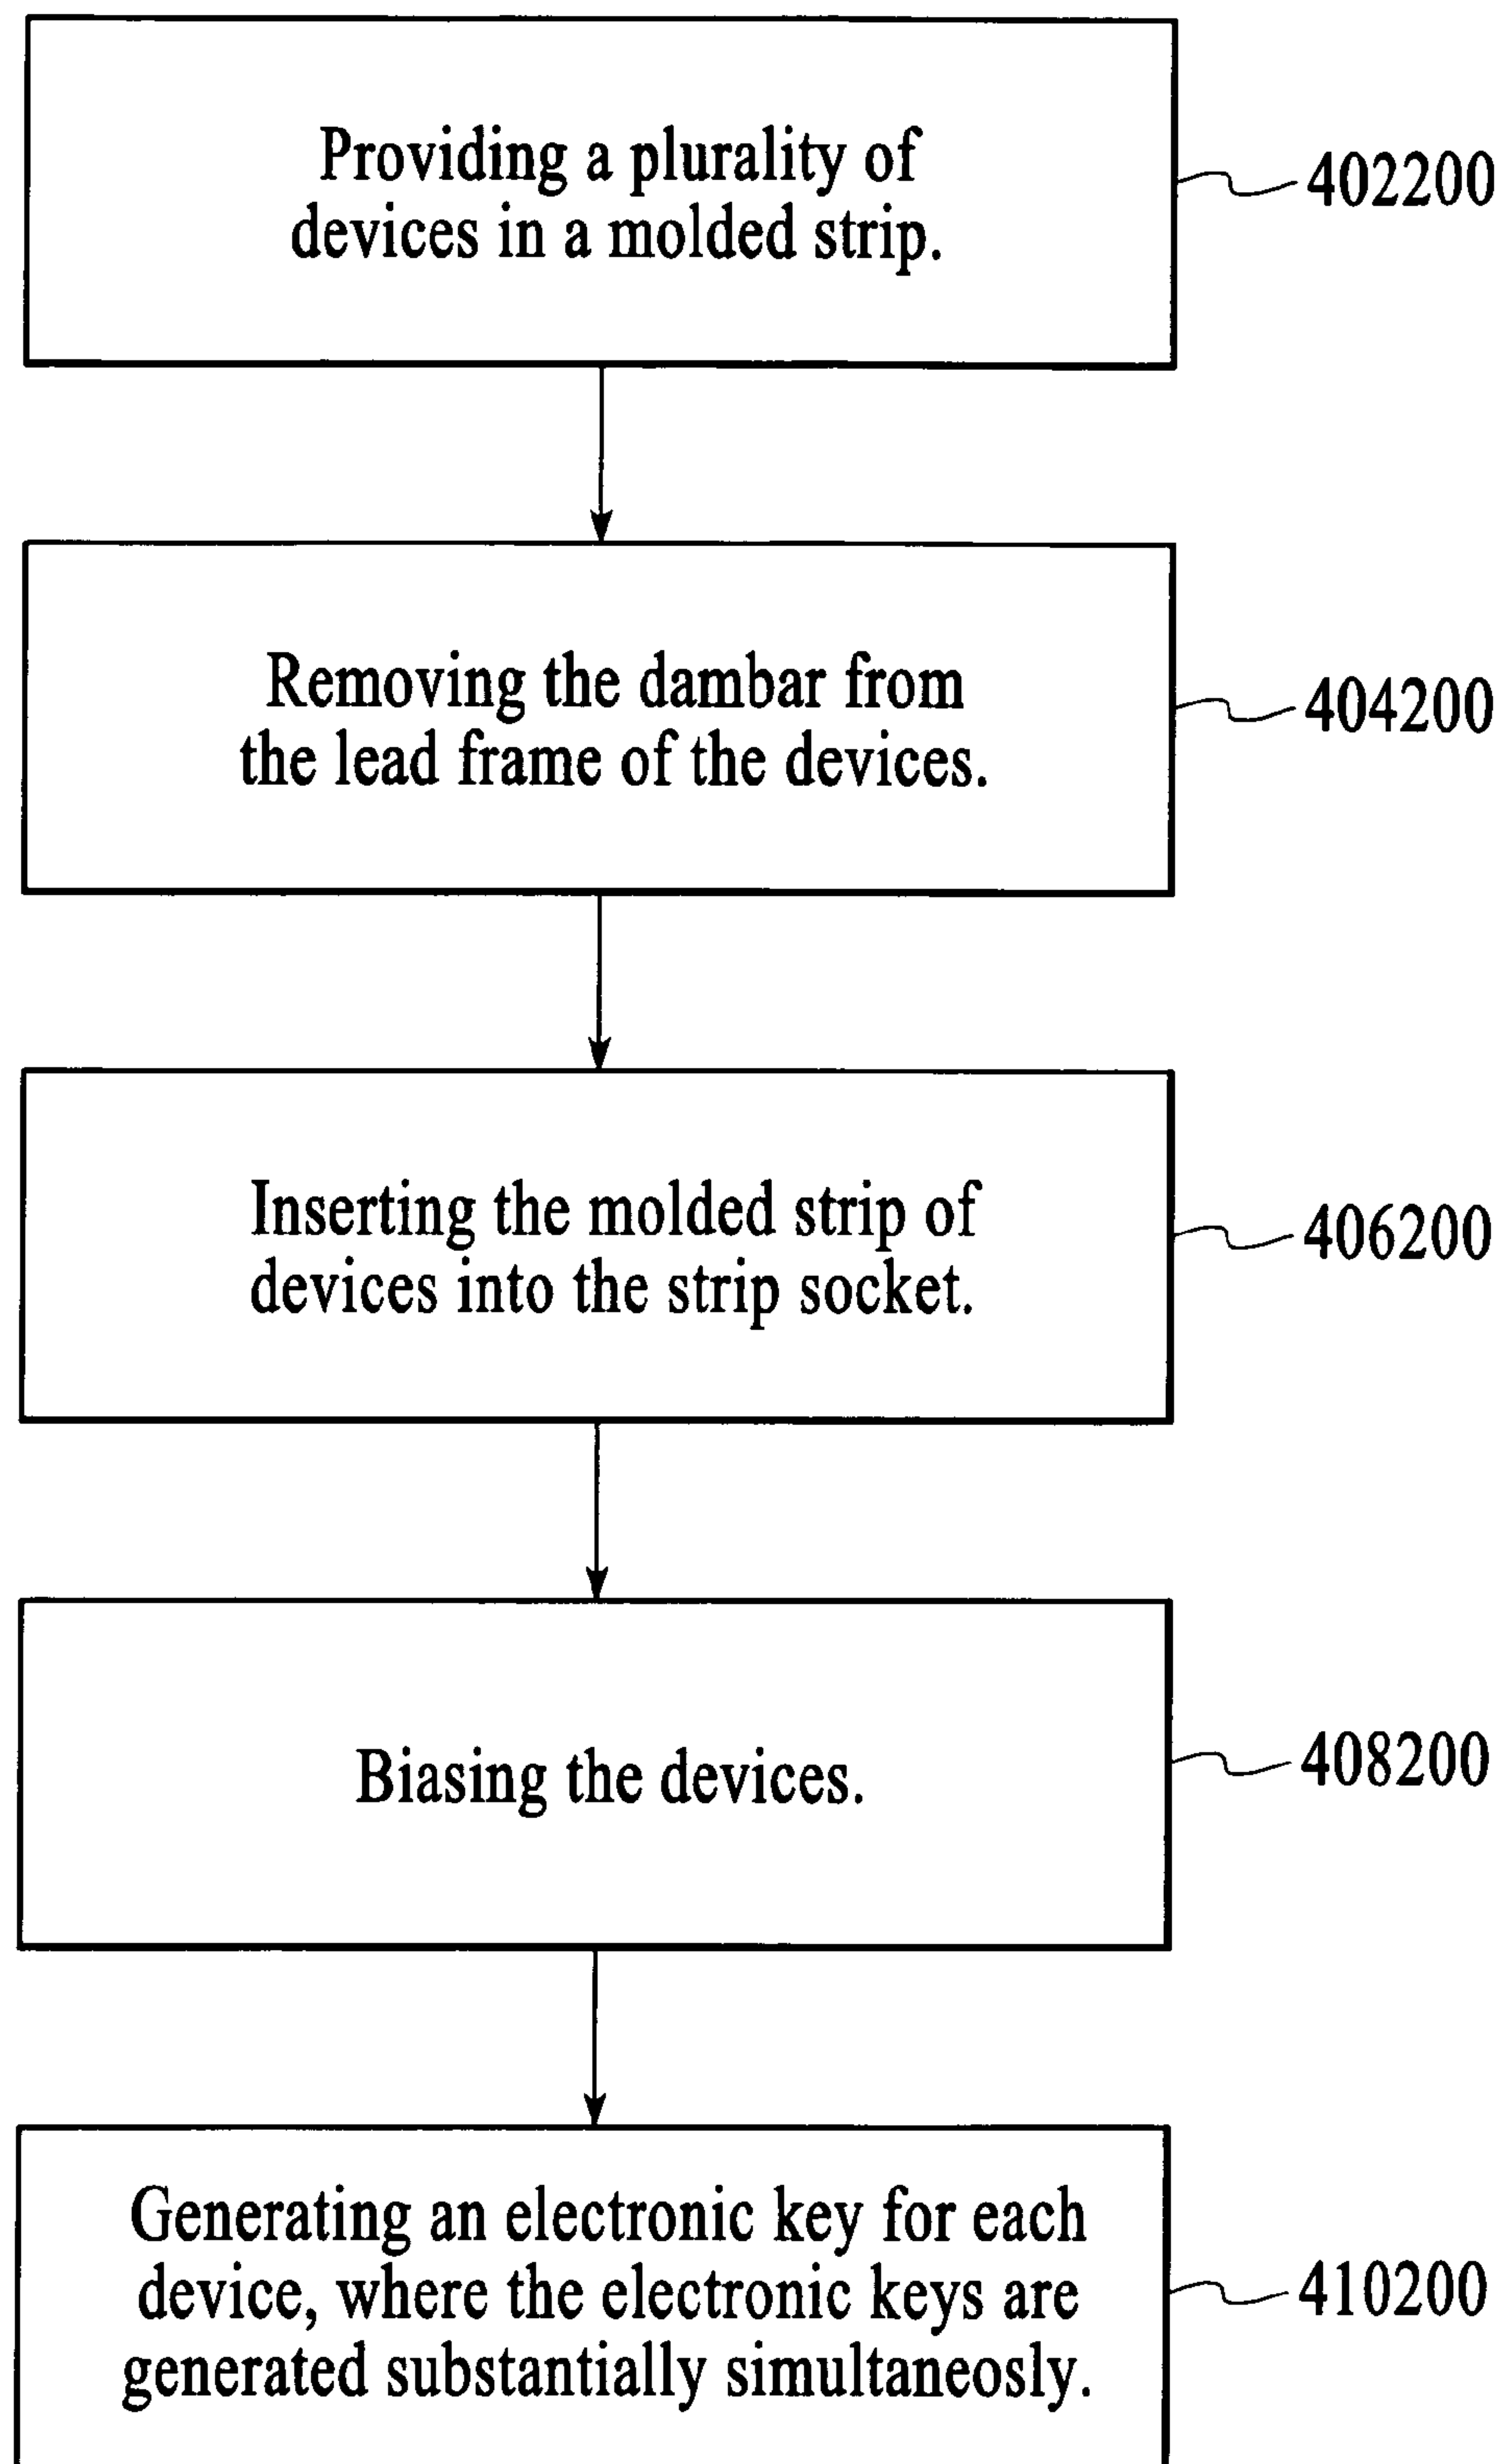 Providing a plurality of
devices in a molded strip.
402200
Removing the dambar from
the lead frame of the devices.
404200
Inserting the molded strip of
devices into the strip socket.
406200
Biasing the devices.
408200
Generating an electronic key for each
device, where the electronic keys are
generated substantially simultaneosly.
410200